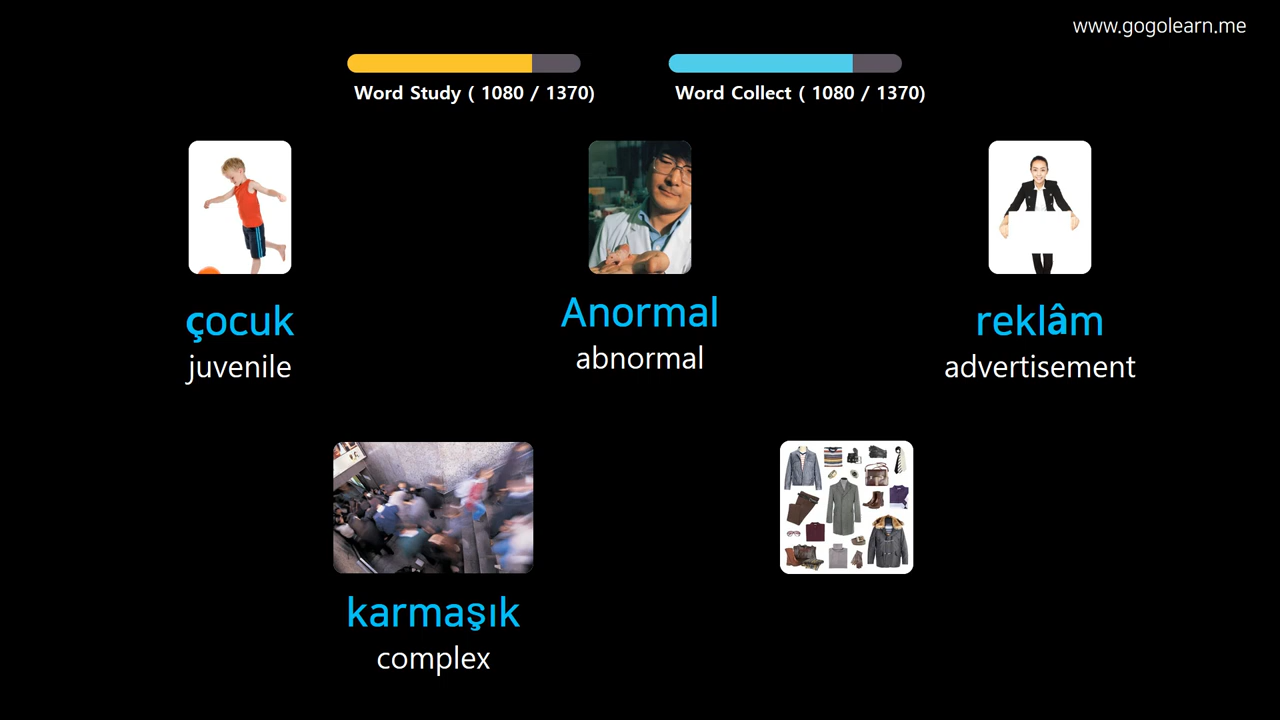 www.gogolearn.me
Word Study ( 1080 / 1370)
Word Collect ( 1080 / 1370)
çocuk
juvenile
Anormal
abnormal
reklâm
advertisement
karmaşık
complex